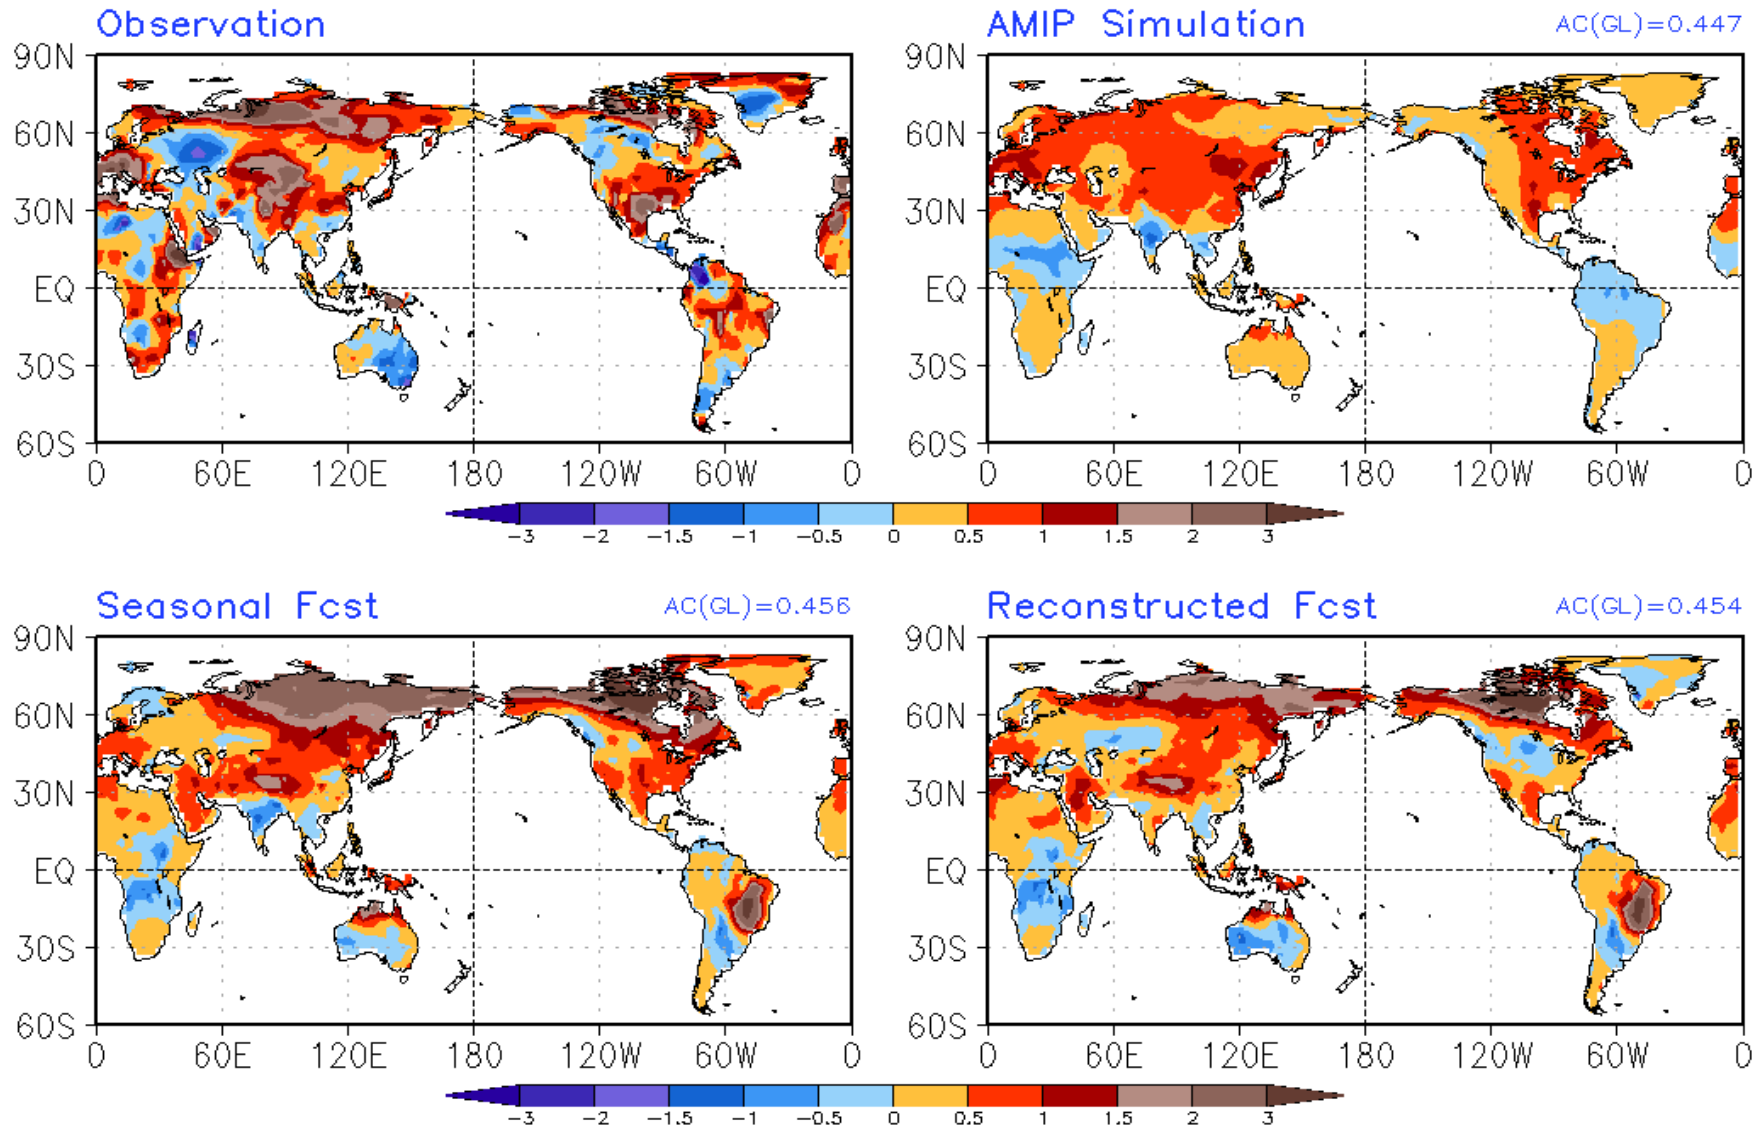 Observation
AMIP Simulation AC(GL)=0.447
90N 90N
60N 60N
30N 30N
EQ EQ
30S 30S
60S 60S
0 60E 120E 180 120W 60W 0 0 60E 120E 180 120W 60W 0
-3 -2 -1.5 -1 -0.5 0 0.5 1 1.5 2 3
Seasonal Fcst AC(GL)=0.456
Reconstructed Fcst AC(GL)=0.454
90N 90N
60N 60N
30N 30N
EQ EQ
30S 30S
60S 60S
0 60E 120E 180 120W 60W 0 0 60E 120E 180 120W 60W 0
-3 -2 -1.5 -1 -0.5 0 0.5 1 1.5 2 3